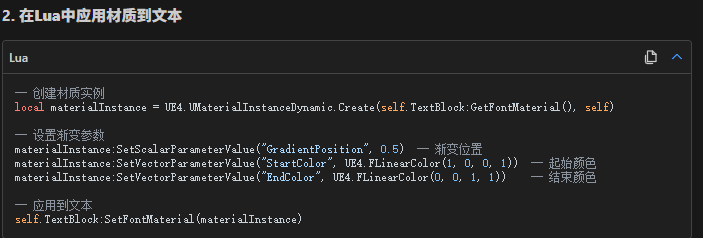 2. 在Lua中应用材质到文本
Lua
-- 创建材质实例
local materialInstance = UE4.UMaterialInstanceDynamic.Create(self.TextBlock:GetFontMaterial(), self)
-- 设置渐变参数
materialInstance:SetScalarParameterValue("GradientPosition", 0.5)  -- 渐变位置
materialInstance:SetVectorParameterValue("StartColor", UE4.FLinearColor(1, 0, 0, 1))  -- 起始颜色
materialInstance:SetVectorParameterValue("EndColor", UE4.FLinearColor(0, 0, 1, 1))    -- 结束颜色
-- 应用到文本
self.TextBlock:SetFontMaterial(materialInstance)